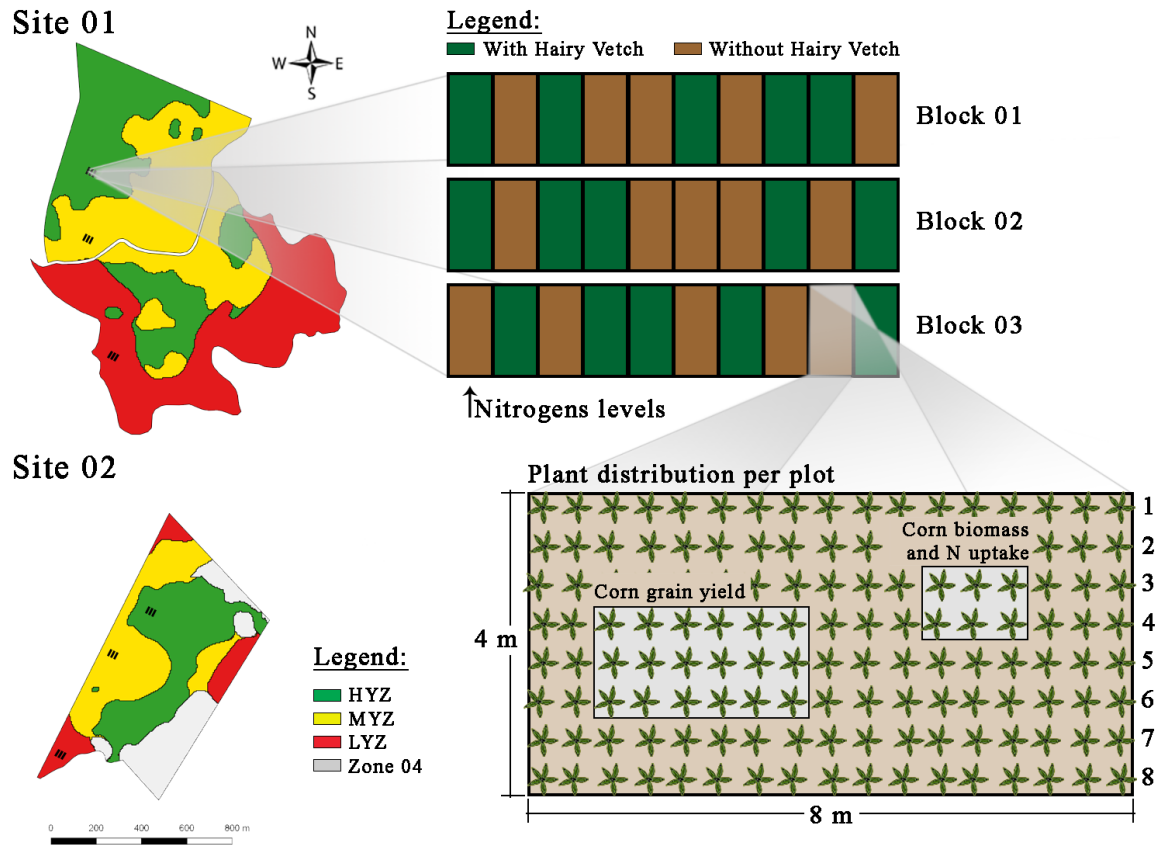 Site 01
N
W E
S
Legend:
With Hairy Vetch Without Hairy Vetch
Block 01
Block 02
Block 03
Nitrogens levels
Site 02
Legend:
HYZ
MYZ
LYZ
Zone 04
0 200 400 600 800 m
Plant distribution per plot
1
2
3
4
5
6
7
8
Corn biomass
and N uptake
Corn grain yield
4 m
8 m